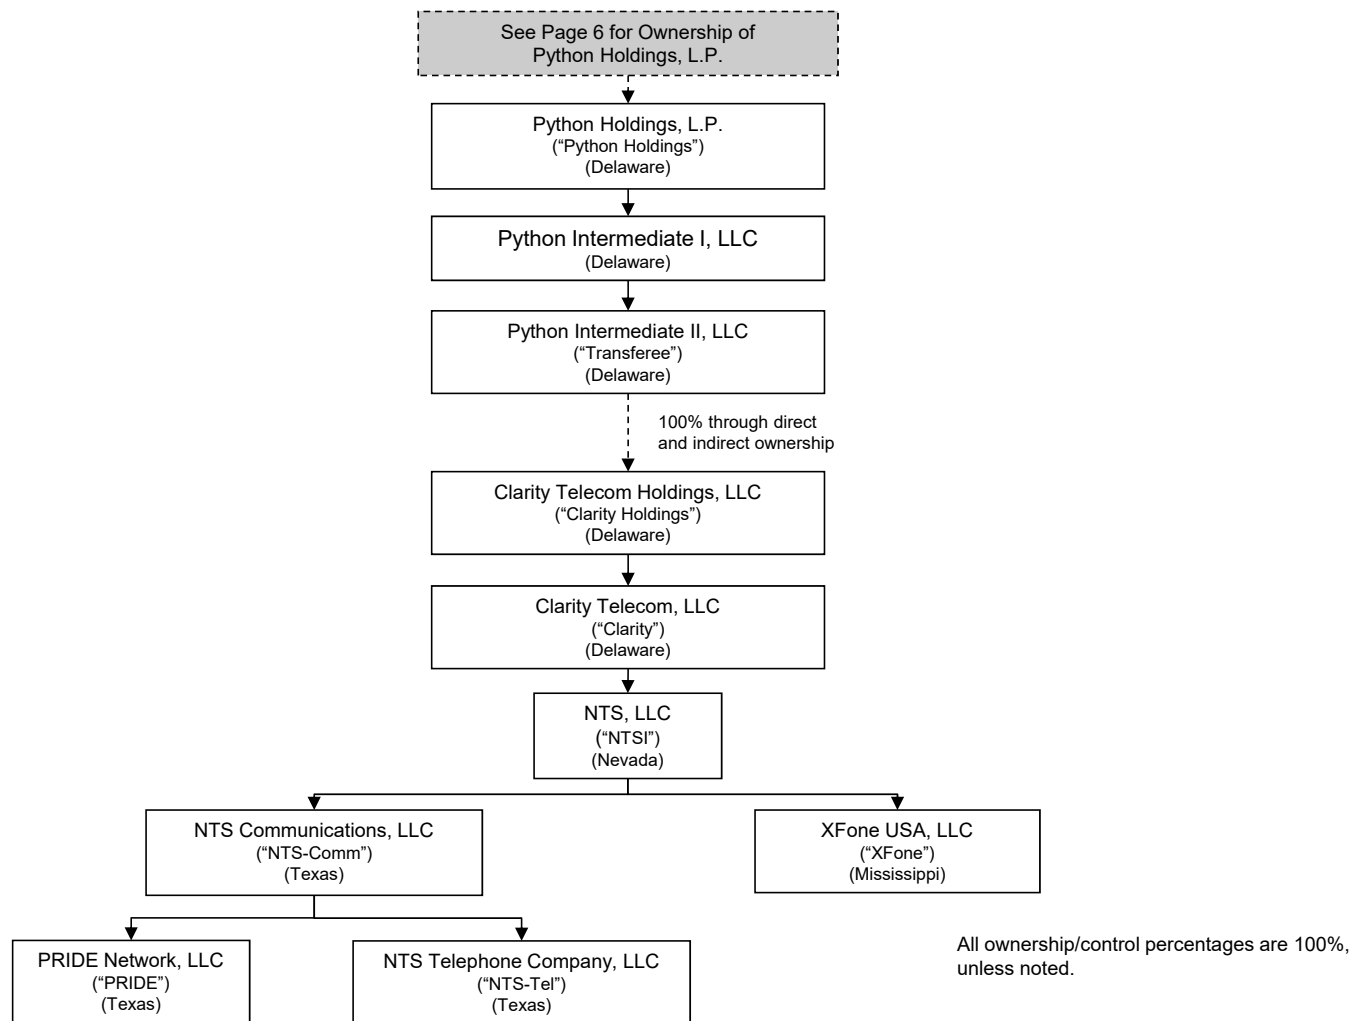 See Page 6 for Ownership of
Python Holdings, L.P.
Python Holdings, L.P.
(“Python Holdings”)
(Delaware)
Python Intermediate I, LLC
(Delaware)
Python Intermediate II, LLC
(“Transferee”)
(Delaware)
100% through direct
and indirect ownership
Clarity Telecom Holdings, LLC
(“Clarity Holdings”)
(Delaware)
Clarity Telecom, LLC
(“Clarity”)
(Delaware)
NTS, LLC
(“NTSI”)
(Nevada)
NTS Communications, LLC
(“NTS-Comm”)
(Texas)
XFone USA, LLC
(“XFone”)
(Mississippi)
PRIDE Network, LLC
(“PRIDE”)
(Texas)
NTS Telephone Company, LLC
(“NTS-Tel”)
(Texas)
All ownership/control percentages are 100%,
unless noted.